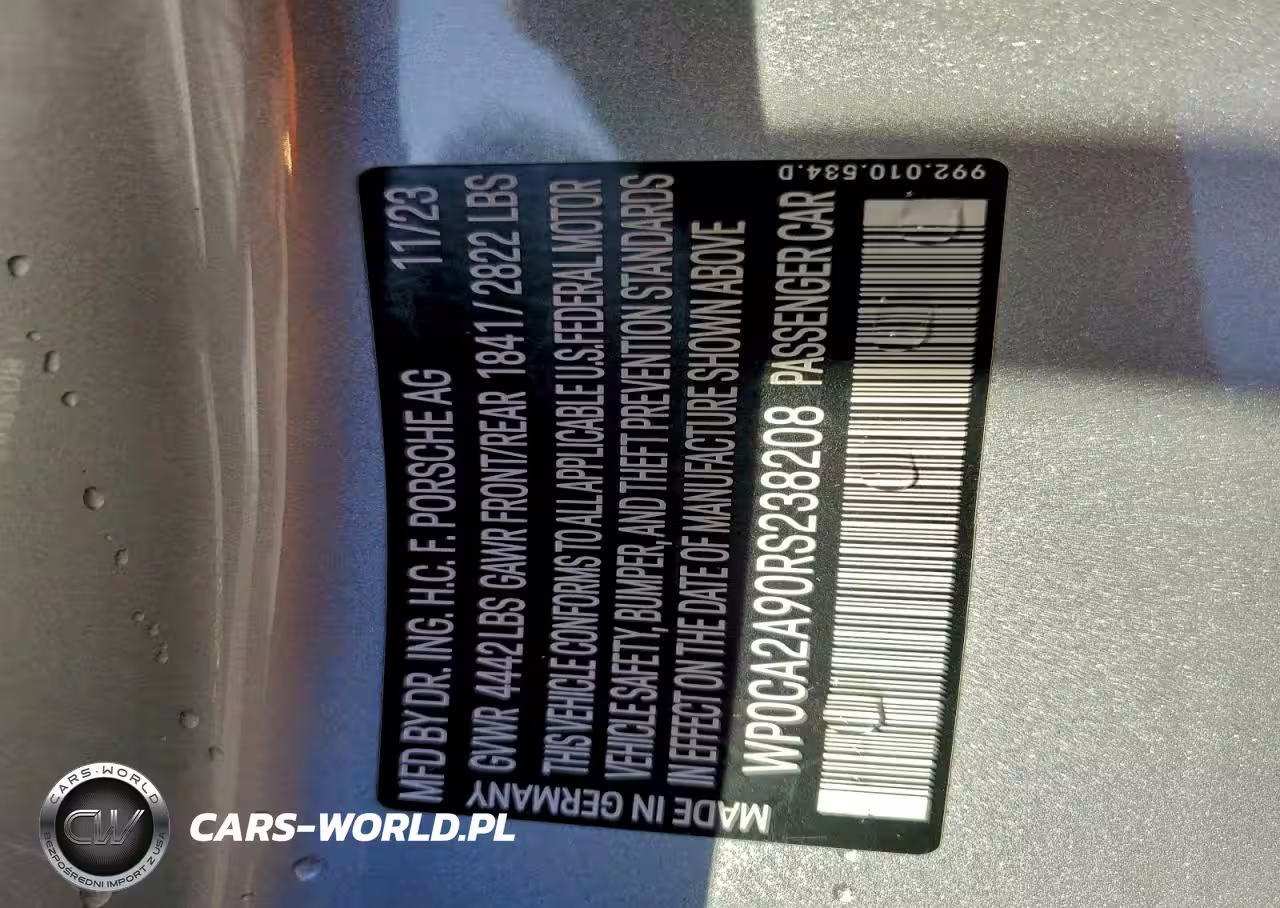 MFD BY DR. ING. H.C. F. PORSCHE AG 11/23
GVWR 4442 LBS GAWR FRONT/REAR 1841 / 2822 LBS
THIS VEHICLE CONFORMS TO ALL APPLICABLE U.S. FEDERAL MOTOR
VEHICLE SAFETY, BUMPER, AND THEFT PREVENTION STANDARDS
IN EFFECT ON THE DATE OF MANUFACTURE SHOWN ABOVE
WP0CA2A90RS238208 PASSENGER CAR
MADE IN GERMANY
992.010.534.D
CARS-WORLD
CW
BEZPOŚREDNI IMPORT Z USA
CARS-WORLD.PL